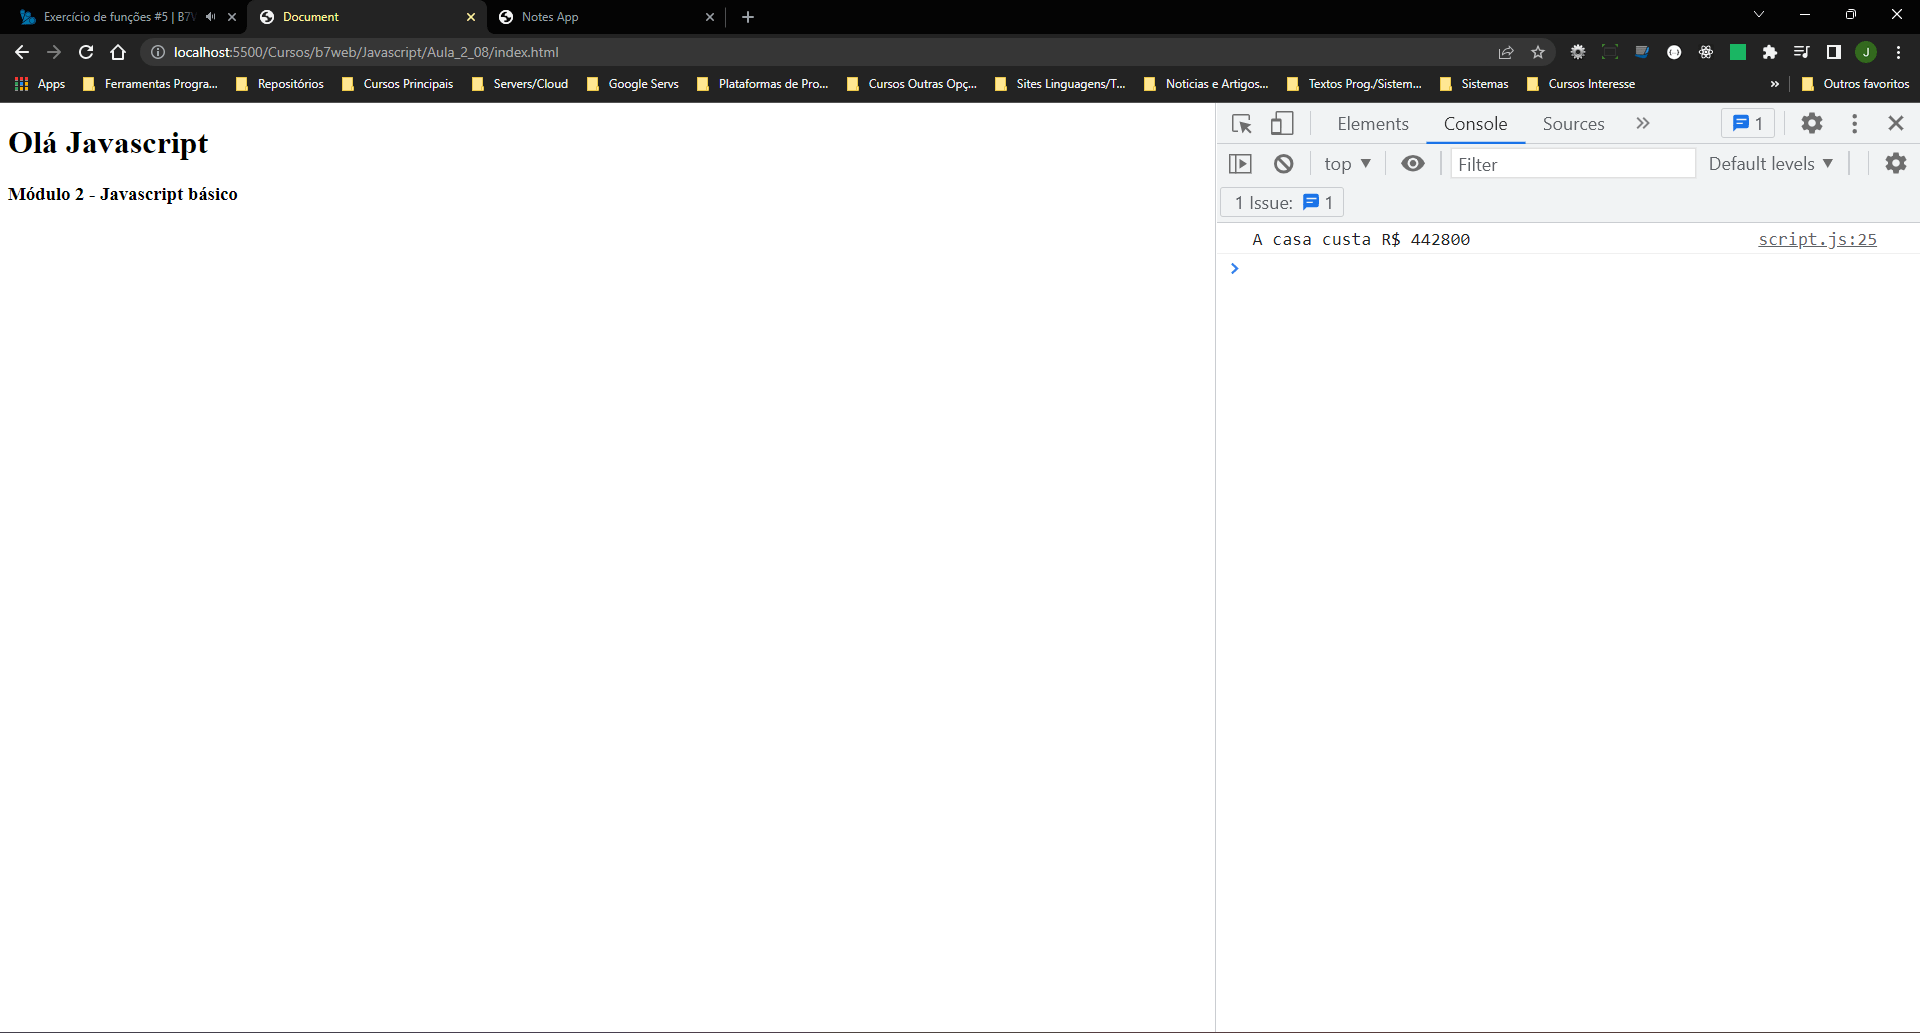 Exercício de funções #5 | B7W
Document
Notes App
localhost:5500/Cursos/b7web/Javascript/Aula_2_08/index.html
J
Apps
Ferramentas Progra...
Repositórios
Cursos Principais
Servers/Cloud
Google Servs
Plataformas de Pro...
Cursos Outras Opç...
Sites Linguagens/T...
Noticias e Artigos...
Textos Prog./Sistem...
Sistemas
Cursos Interesse
»
Outros favoritos
Olá Javascript
Módulo 2 - Javascript básico
Elements
Console
Sources
1
top
Filter
Default levels
1 Issue: 1
A casa custa R$ 442800
script.js:25